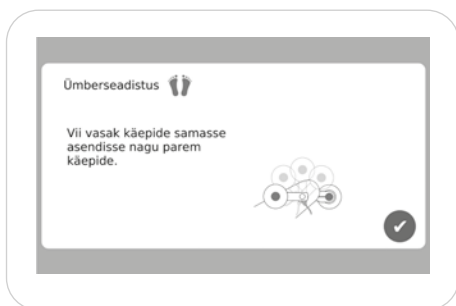 Ümberseadistus
Vii vasak käepide samasse
asendisse nagu parem
käepide.